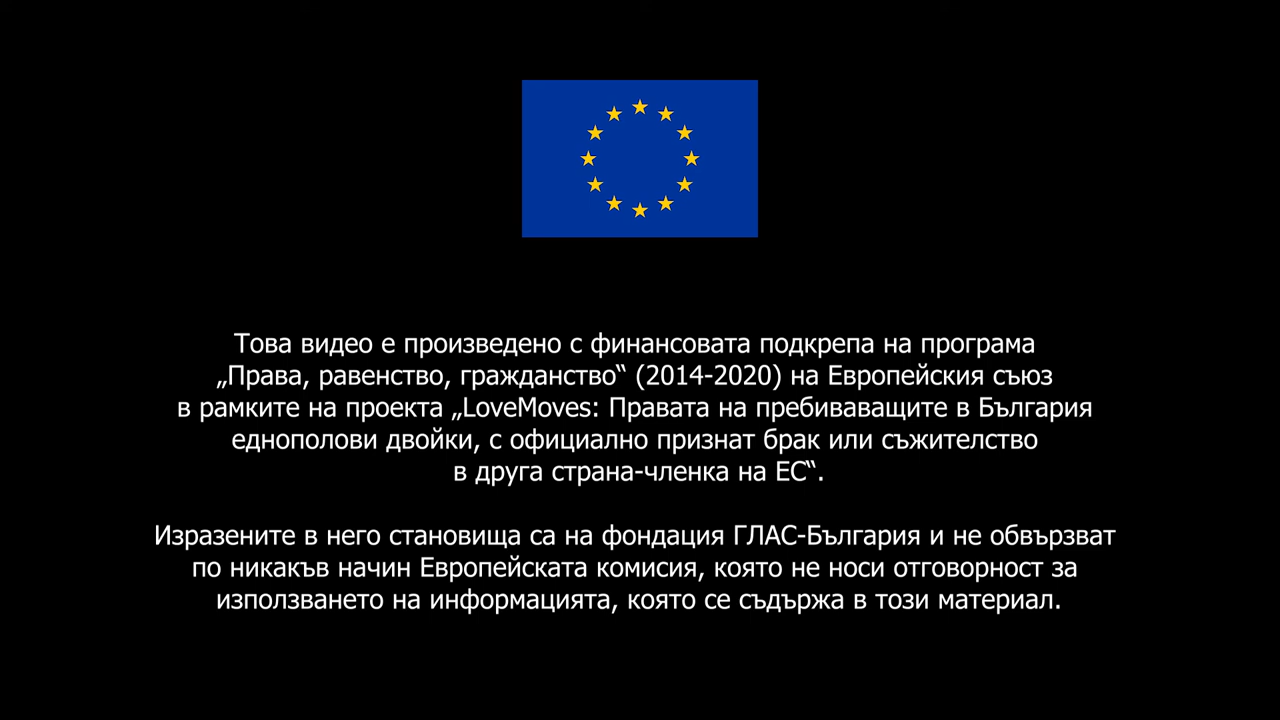 Това видео е произведено с финансовата подкрепа на програма
„Права, равенство, гражданство“ (2014-2020) на Европейския съюз
в рамките на проекта „LoveMoves: Правата на пребиваващите в България
еднополови двойки, с официално признат брак или съжителство
в друга страна-членка на ЕС“.
Изразените в него становища са на фондация ГЛАС-България и не обвързват
по никакъв начин Европейската комисия, която не носи отговорност за
използването на информацията, която се съдържа в този материал.